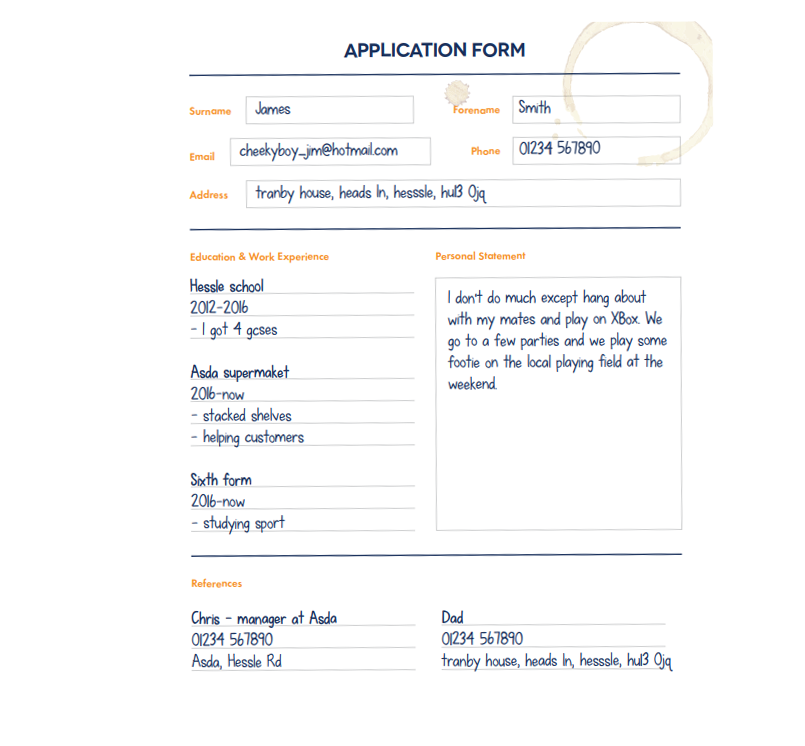 APPLICATION FORM
Surname James Forename Smith
Email cheekyboy_jim@hotmail.com Phone 01234 567890
Address tranby house, heads ln, hesssle, hu13 0jq
Education & Work Experience
Hessle school
2012-2016
- I got 4 gcses
Asda supermaket
2016-now
- stacked shelves
- helping customers
Sixth form
2016-now
- studying sport
Personal Statement
I don't do much except hang about
with my mates and play on XBox. We
go to a few parties and we play some
footie on the local playing field at the
weekend.
References
Chris - manager at Asda
01234 567890
Asda, Hessle Rd
Dad
01234 567890
tranby house, heads ln, hesssle, hu13 0jq